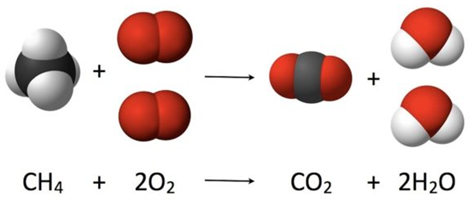 + ⟶ +
CH₄ + 2O₂ ⟶ CO₂ + 2H₂O